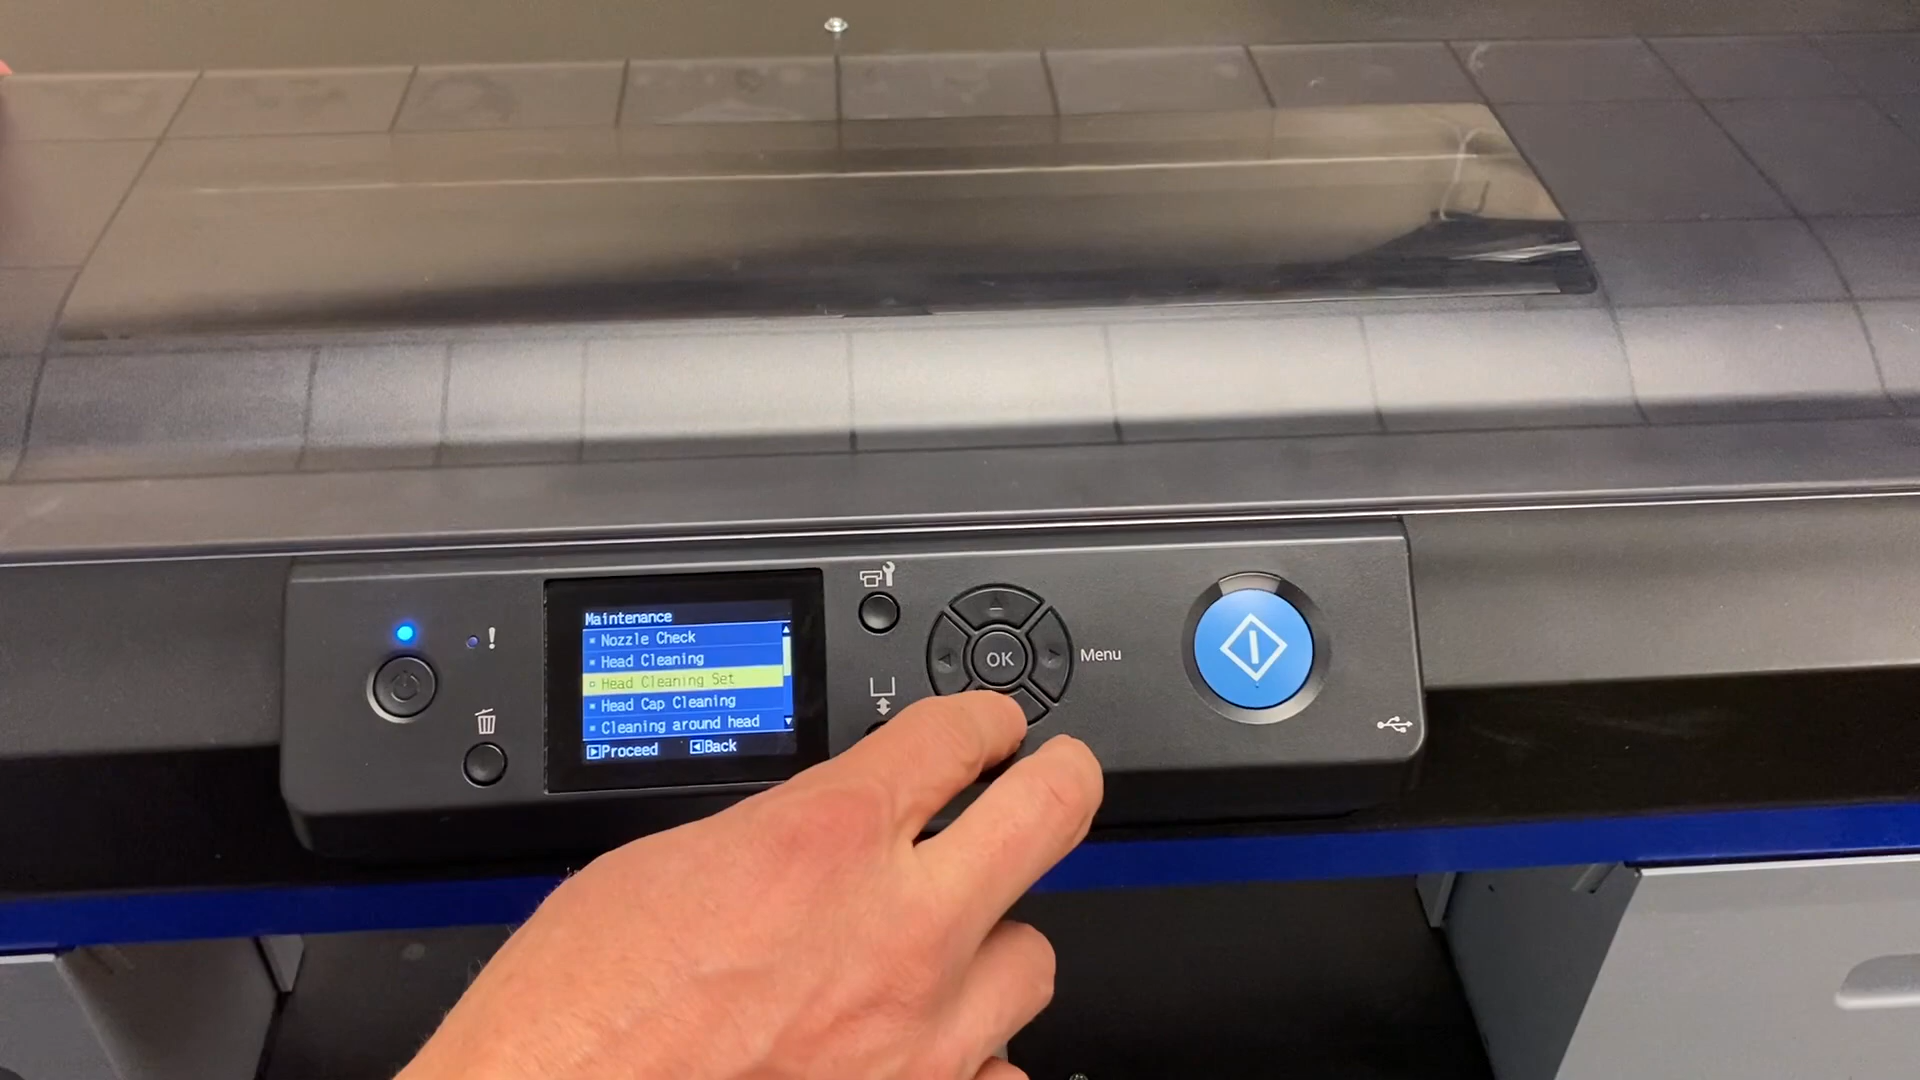 Maintenance
Nozzle Check
Head Cleaning
Head Cleaning Set
Head Cap Cleaning
Cleaning around head
Proceed Back
OK
Menu
!